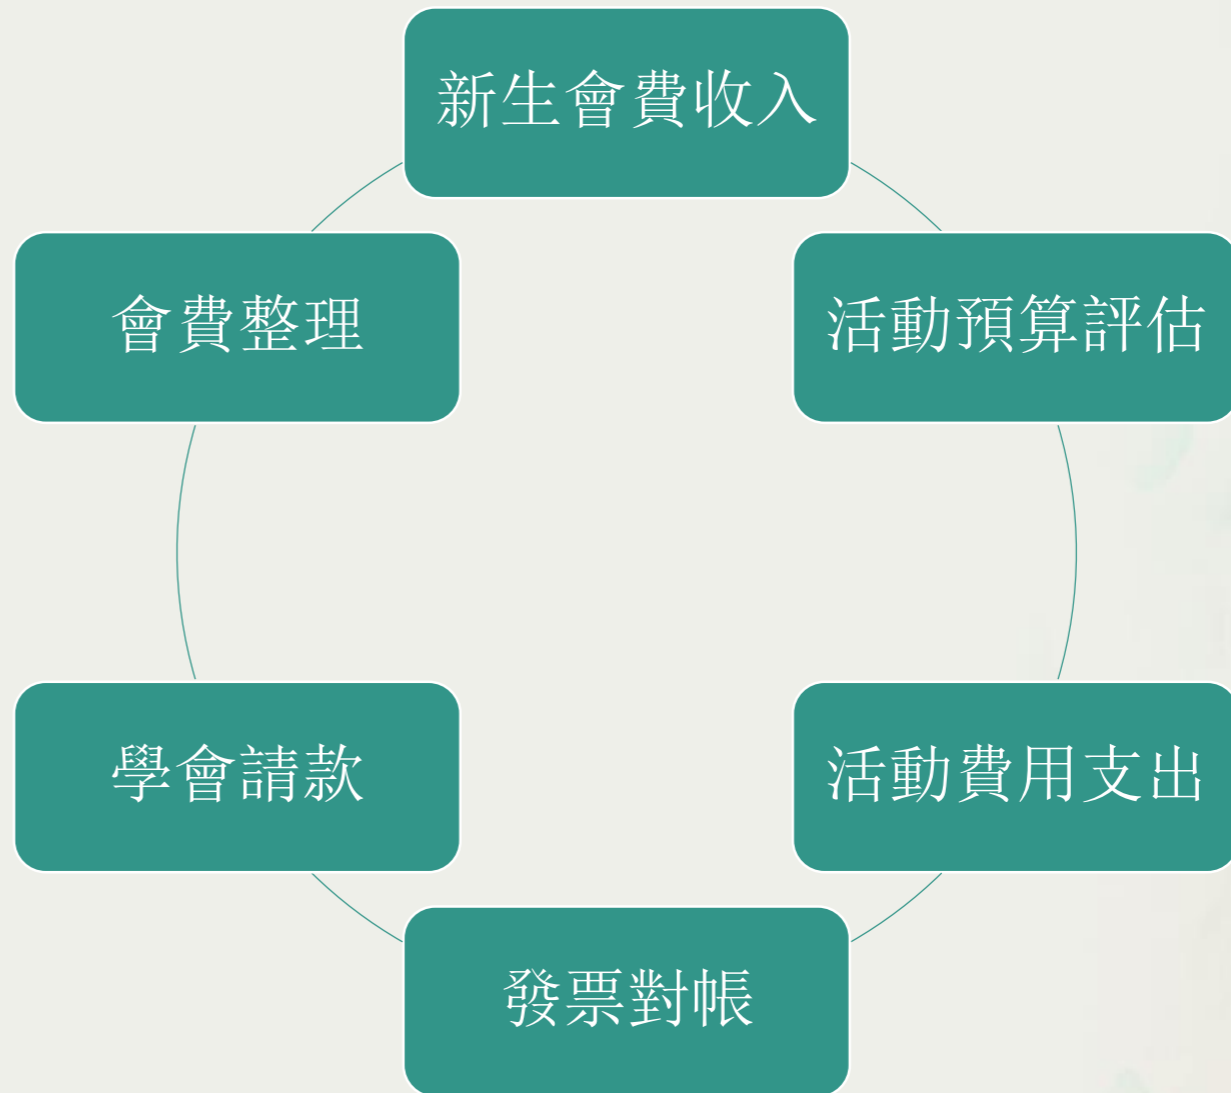 新生會費收入
活動預算評估
活動費用支出
發票對帳
學會請款
會費整理